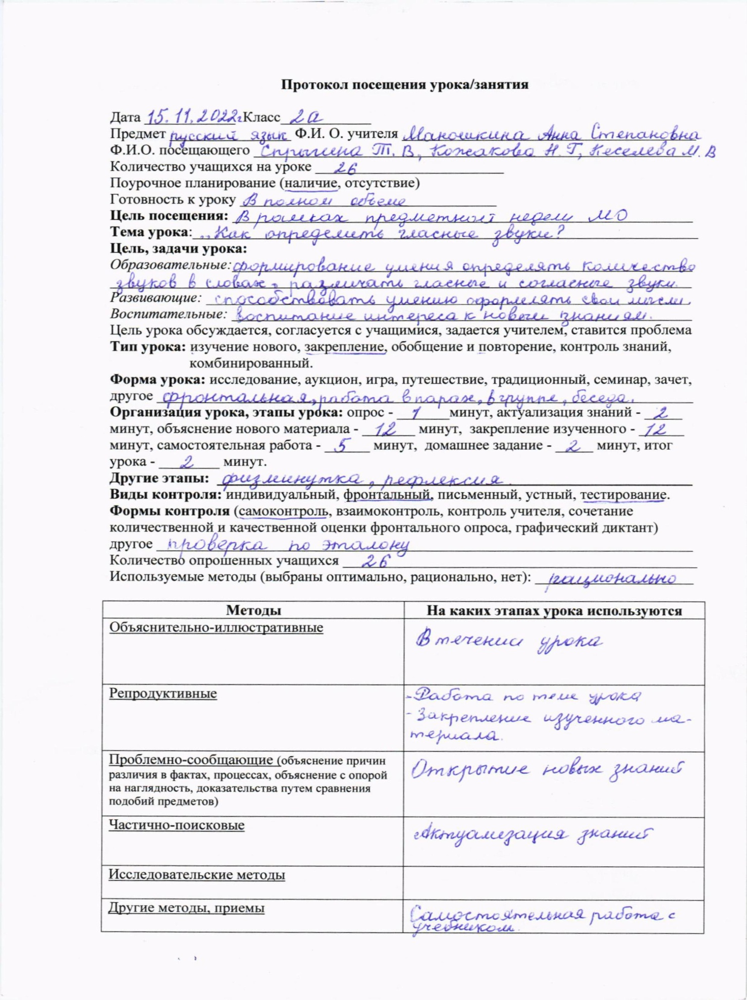 Протокол посещения урока/занятия
Дата 15.11.2022г Класс 2а
Предмет русский язык Ф.И. О. учителя Маношкина Анна Степановна
Ф.И.О. посещающего Спрыгина Т. В, Кожакова Н. Г, Киселева М. В
Количество учащихся на уроке 26
Поурочное планирование (наличие, отсутствие)
Готовность к уроку В полном объеме
Цель посещения: В рамках предметной недели МО
Тема урока: „Как определить гласные звуки?
Цель, задачи урока:
Образовательные: формирование умения определять количество
звуков в словах, различать гласные и согласные звуки.
Развивающие: способствовать умению оформлять свои мысли.
Воспитательные: воспитание интереса к новым знаниям.
Цель урока обсуждается, согласуется с учащимися, задается учителем, ставится проблема
Тип урока: изучение нового, закрепление, обобщение и повторение, контроль знаний,
комбинированный.
Форма урока: исследование, аукцион, игра, путешествие, традиционный, семинар, зачет,
другое фронтальная, работа в парах, в группе, беседа.
Организация урока, этапы урока: опрос - 1 минут, актуализация знаний - 2
минут, объяснение нового материала - 12 минут, закрепление изученного - 12
минут, самостоятельная работа - 5 минут, домашнее задание - 2 минут, итог
урока - 2 минут.
Другие этапы: физминутка, рефлексия.
Виды контроля: индивидуальный, фронтальный, письменный, устный, тестирование.
Формы контроля (самоконтроль, взаимоконтроль, контроль учителя, сочетание
количественной и качественной оценки фронтального опроса, графический диктант)
другое проверка по эталону
Количество опрошенных учащихся 26
Используемые методы (выбраны оптимально, рационально, нет): рационально
Методы На каких этапах урока используются
Объяснительно-иллюстративные В течении урока
Репродуктивные - Работа по теме урока
- Закрепление изученного ма-
териала.
Проблемно-сообщающие (объяснение причин Открытие новых знаний
различия в фактах, процессах, объяснение с опорой
на наглядность, доказательства путем сравнения
подобий предметов)
Частично-поисковые Актуализация знаний
Исследовательские методы
Другие методы, приемы Самостоятельная работа с
учебником.